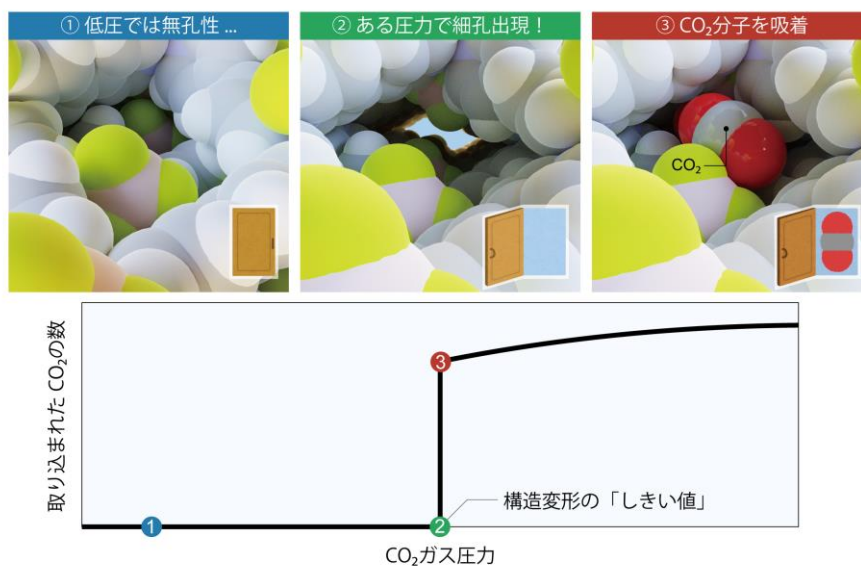 ① 低圧では無孔性 ...
② ある圧力で細孔出現！
③ CO₂分子を吸着
CO₂
取り込まれた CO₂の数
3
1
2
構造変形の「しきい値」
CO₂ガス圧力